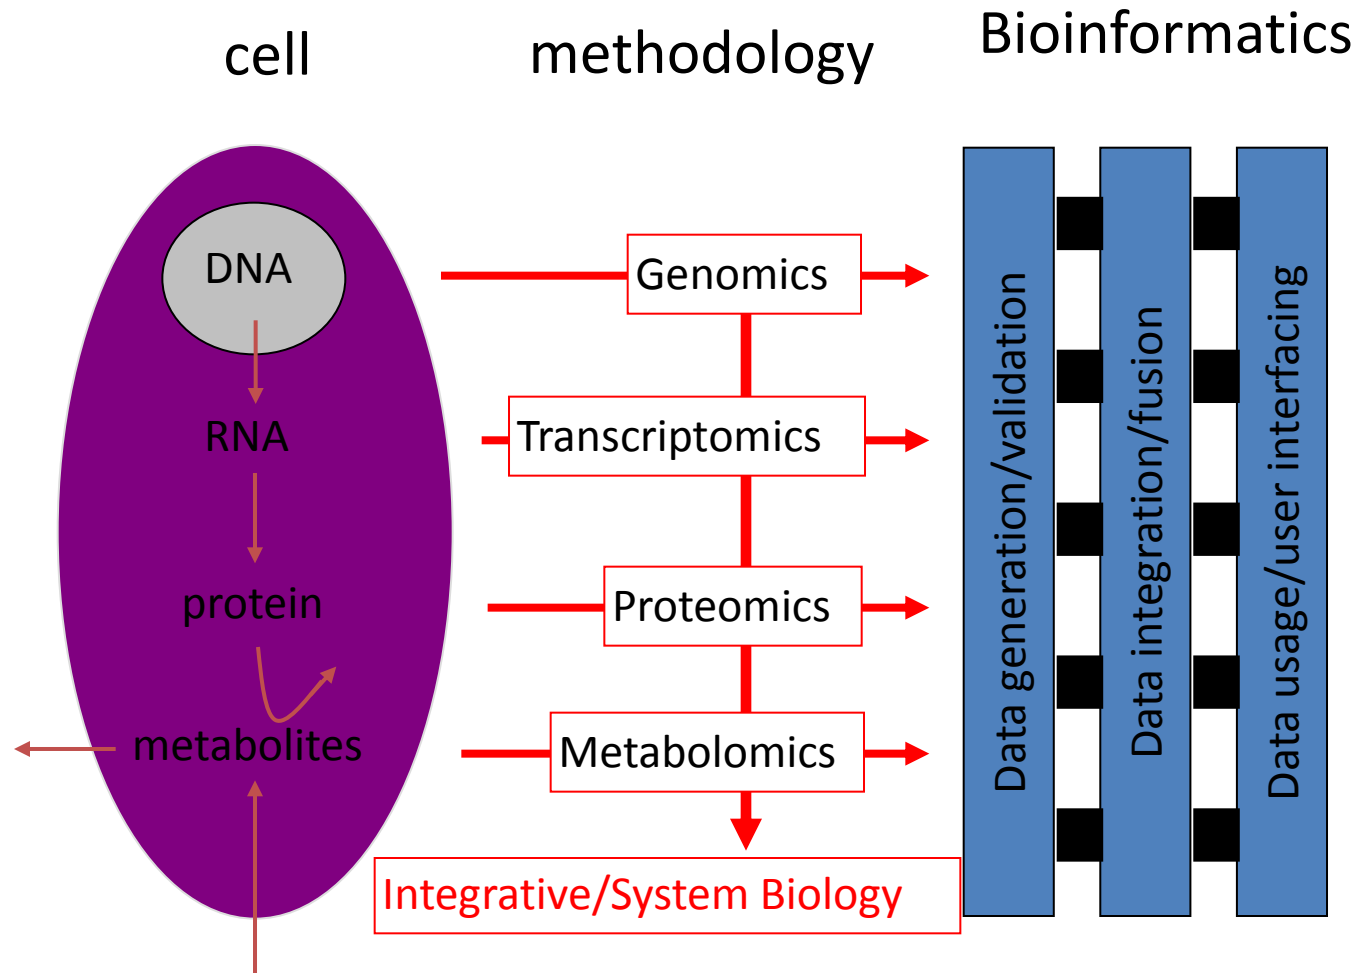 cell
methodology
Bioinformatics
DNA
RNA
protein
metabolites
Genomics
Transcriptomics
Proteomics
Metabolomics
Integrative/System Biology
Data generation/validation
Data integration/fusion
Data usage/user interfacing